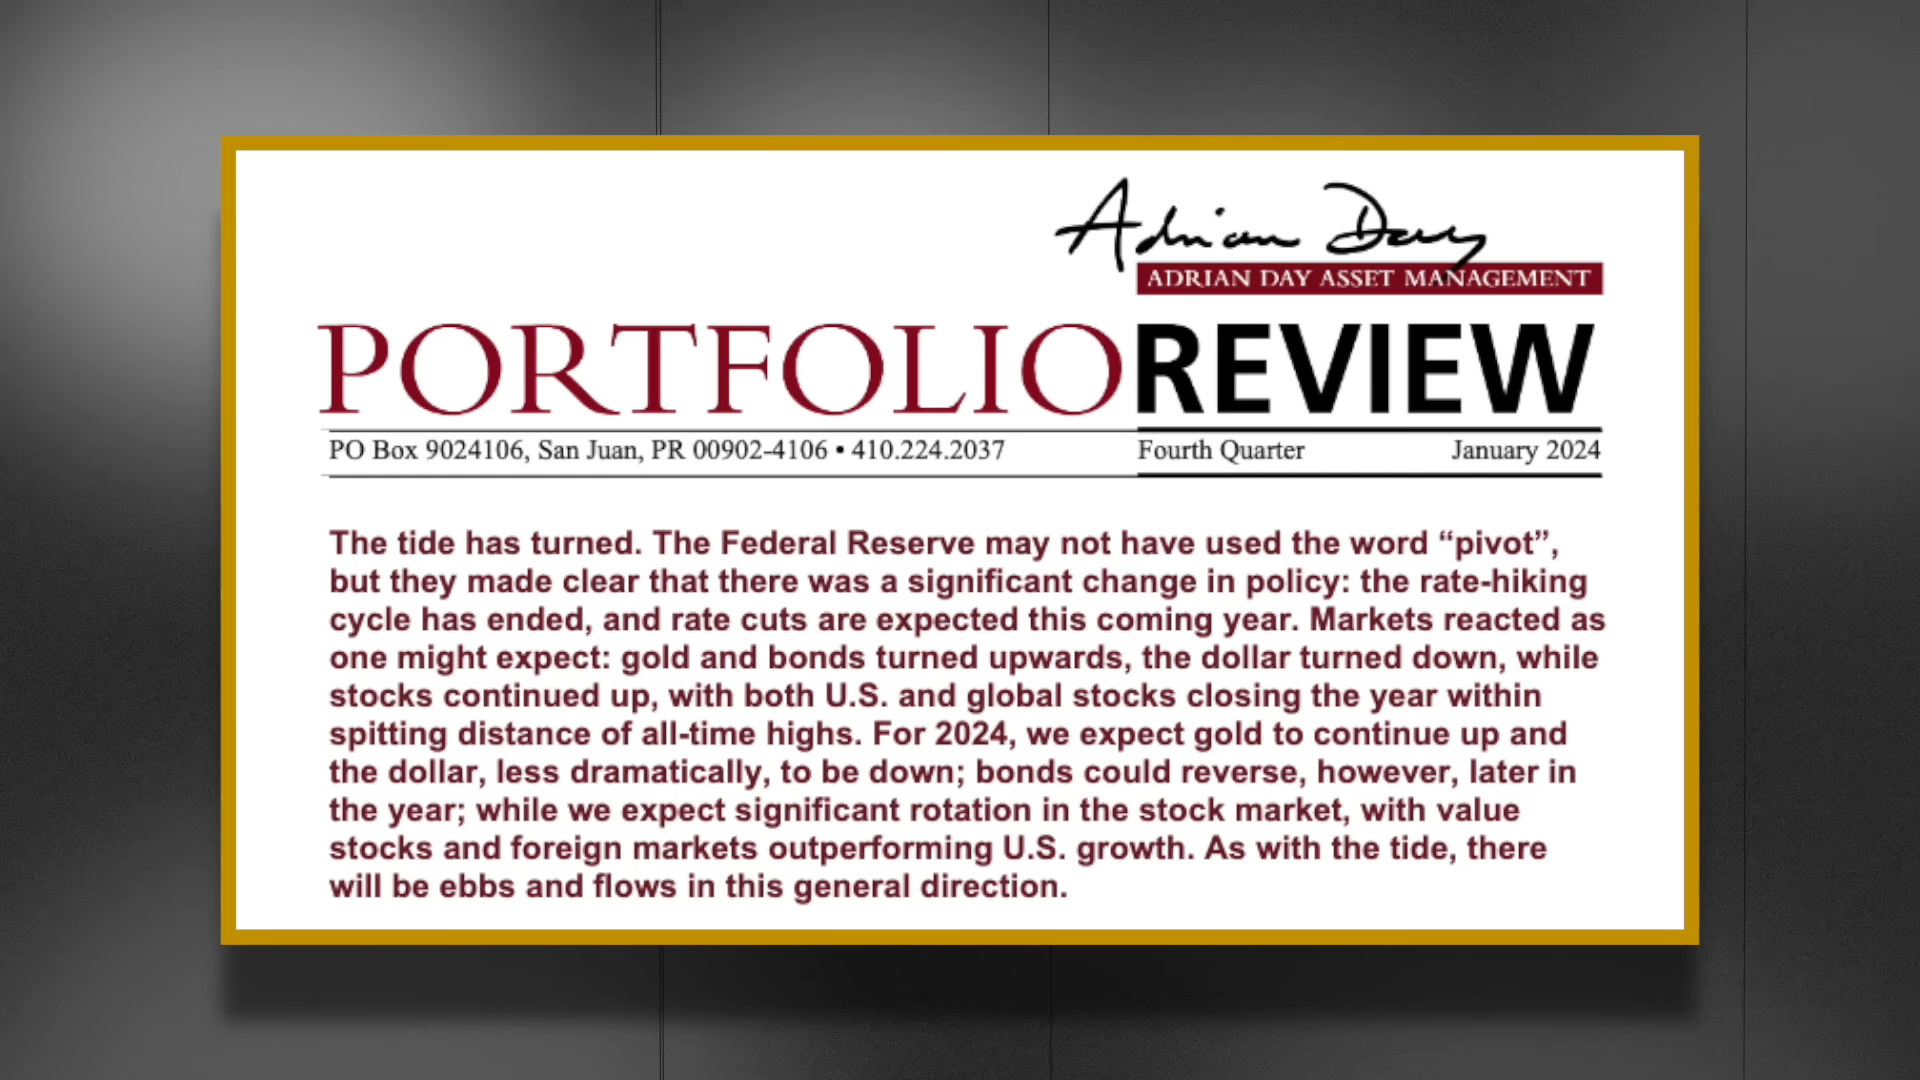 Adrian Day
ADRIAN DAY ASSET MANAGEMENT
PORTFOLIOREVIEW
PO Box 9024106, San Juan, PR 00902-4106 • 410.224.2037 Fourth Quarter January 2024
The tide has turned. The Federal Reserve may not have used the word “pivot”,
but they made clear that there was a significant change in policy: the rate-hiking
cycle has ended, and rate cuts are expected this coming year. Markets reacted as
one might expect: gold and bonds turned upwards, the dollar turned down, while
stocks continued up, with both U.S. and global stocks closing the year within
spitting distance of all-time highs. For 2024, we expect gold to continue up and
the dollar, less dramatically, to be down; bonds could reverse, however, later in
the year; while we expect significant rotation in the stock market, with value
stocks and foreign markets outperforming U.S. growth. As with the tide, there
will be ebbs and flows in this general direction.